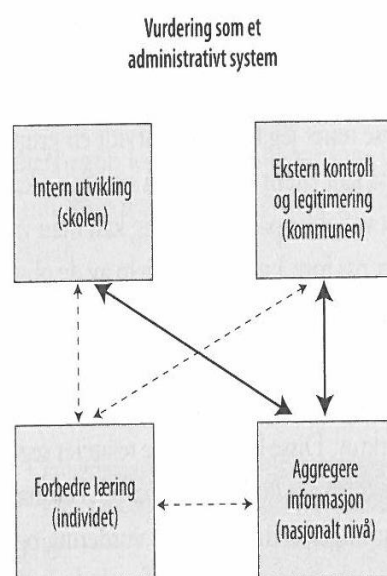 Vurdering som et
administrativt system
Intern utvikling
(skolen)
Ekstern kontroll
og legitimering
(kommunen)
Forbedre læring
(individet)
Aggregere
informasjon
(nasjonalt nivå)